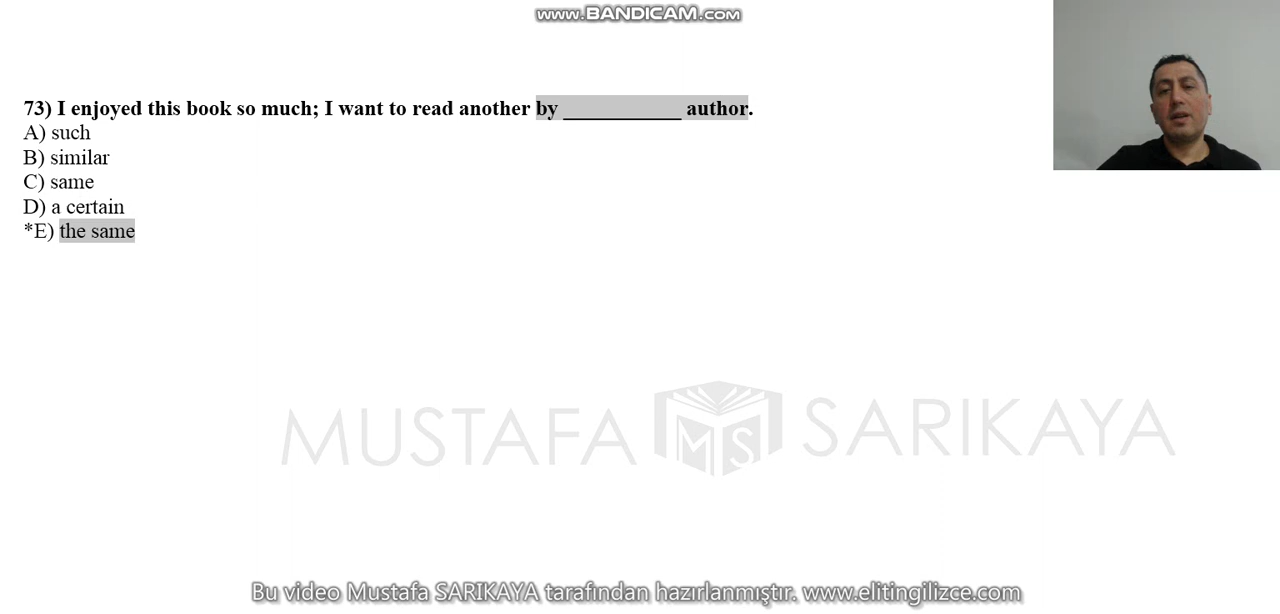 www.BANDICAM.com
73) I enjoyed this book so much; I want to read another by ___________ author.
A) such
B) similar
C) same
D) a certain
*E) the same
MUSTAFA MS SARIKAYA
Bu video Mustafa SARIKAYA tarafından hazırlanmıştır. www.elitingilizce.com